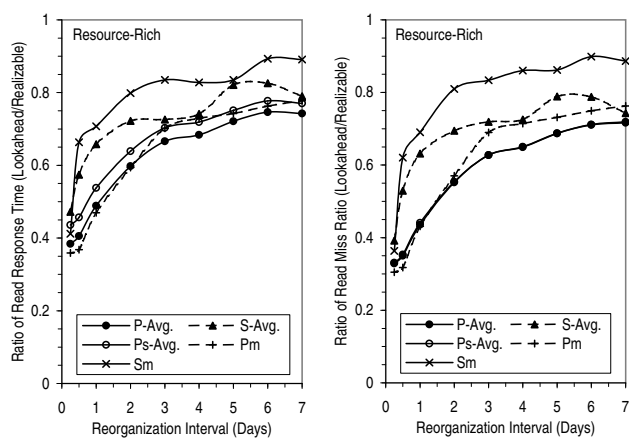 Resource-Rich
Ratio of Read Response Time (Lookahead/Realizable)
1
0.8
0.6
0.4
0.2
0
P-Avg.
S-Avg.
Ps-Avg.
Pm
Sm
0 1 2 3 4 5 6 7
Reorganization Interval (Days)
Resource-Rich
Ratio of Read Miss Ratio (Lookahead/Realizable)
1
0.8
0.6
0.4
0.2
0
P-Avg.
S-Avg.
Ps-Avg.
Pm
Sm
0 1 2 3 4 5 6 7
Reorganization Interval (Days)